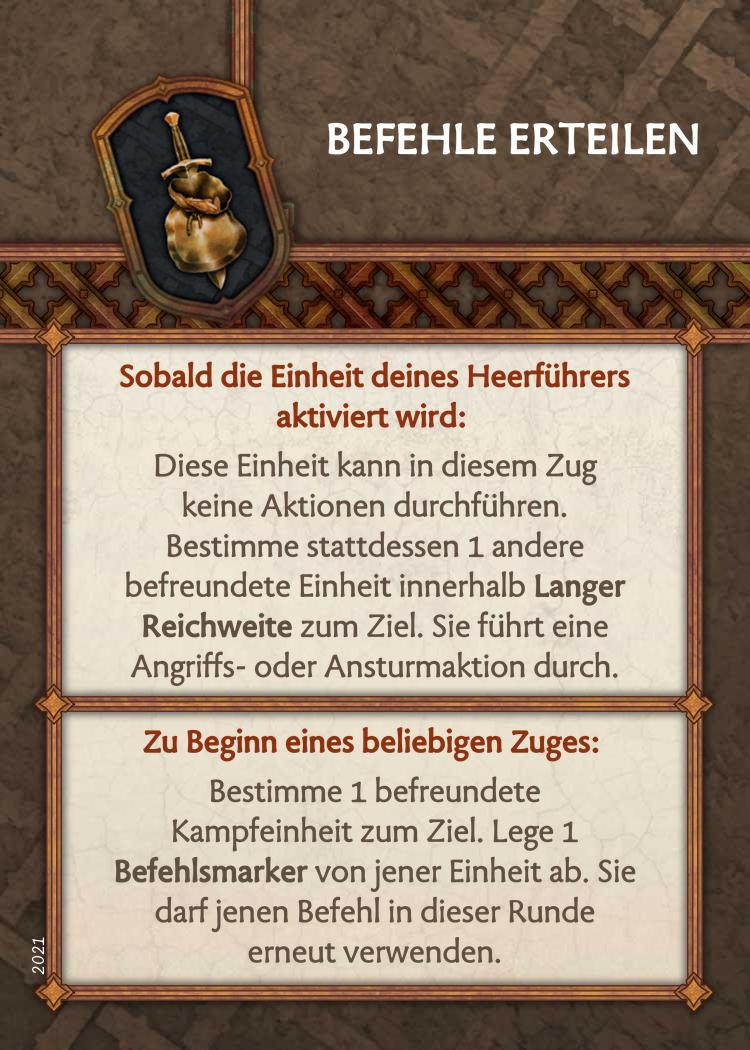 BEFEHLE ERTEILEN
Sobald die Einheit deines Heerführers
aktiviert wird:
Diese Einheit kann in diesem Zug
keine Aktionen durchführen.
Bestimme stattdessen 1 andere
befreundete Einheit innerhalb Langer
Reichweite zum Ziel. Sie führt eine
Angriffs- oder Ansturmaktion durch.
Zu Beginn eines beliebigen Zuges:
Bestimme 1 befreundete
Kampfeinheit zum Ziel. Lege 1
Befehlsmarker von jener Einheit ab. Sie
darf jenen Befehl in dieser Runde
erneut verwenden.
2021